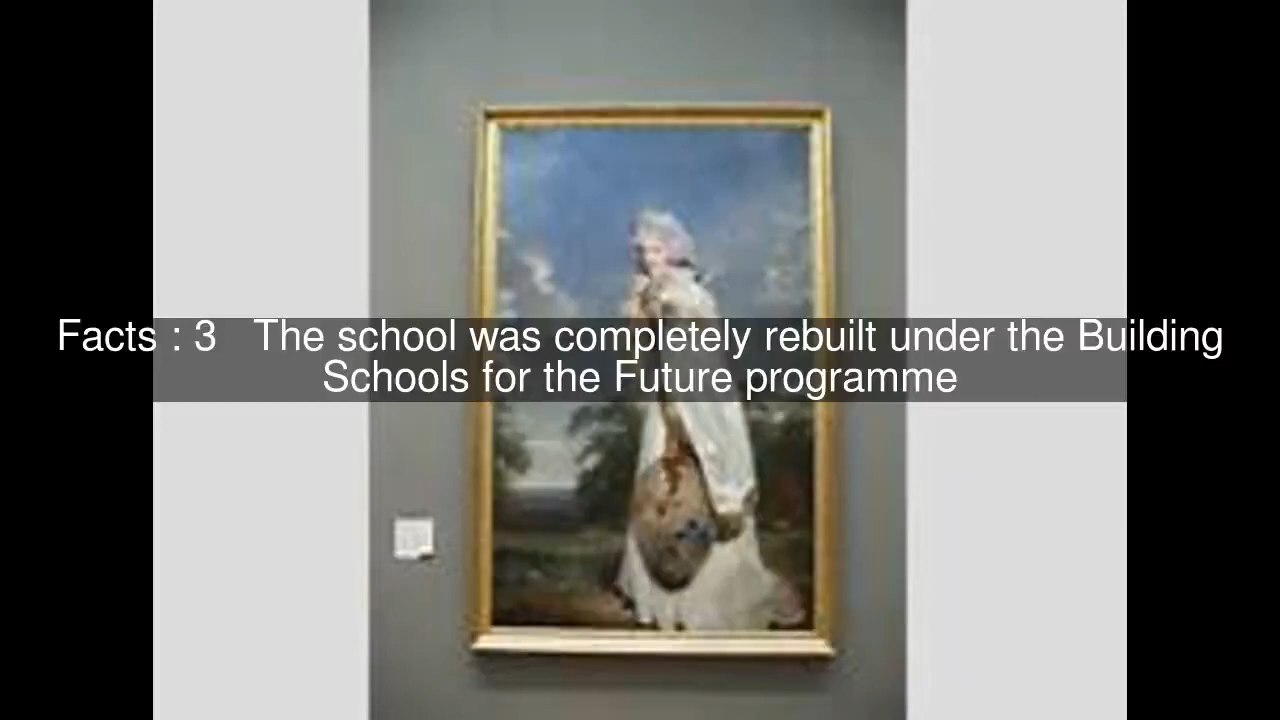 Facts : 3   The school was completely rebuilt under the Building
Schools for the Future programme